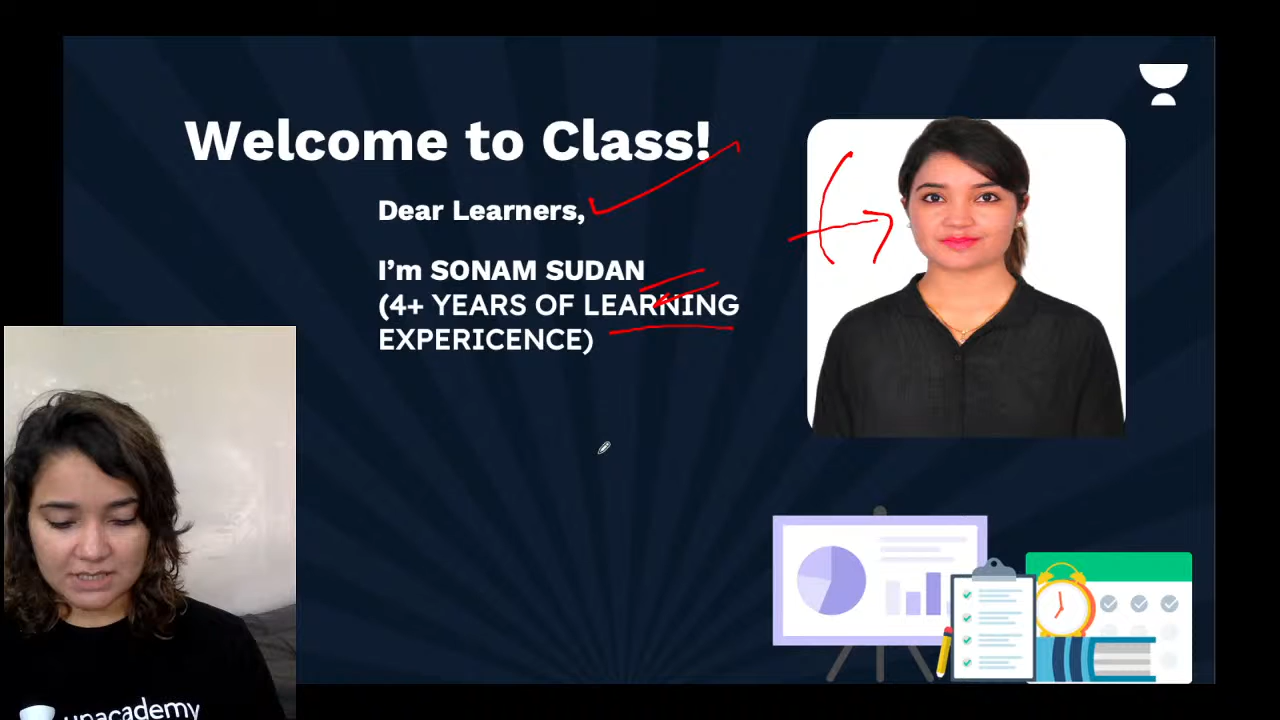 Welcome to Class!
Dear Learners,
I'm SONAM SUDAN
(4+ YEARS OF LEARNING
EXPERICENCE)
unacademy